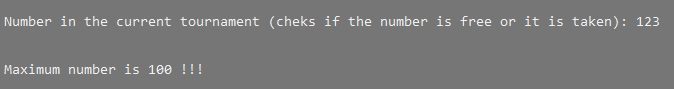 Number in the current tournament (cheks if the number is free or it is taken): 123
Maximum number is 100 !!!